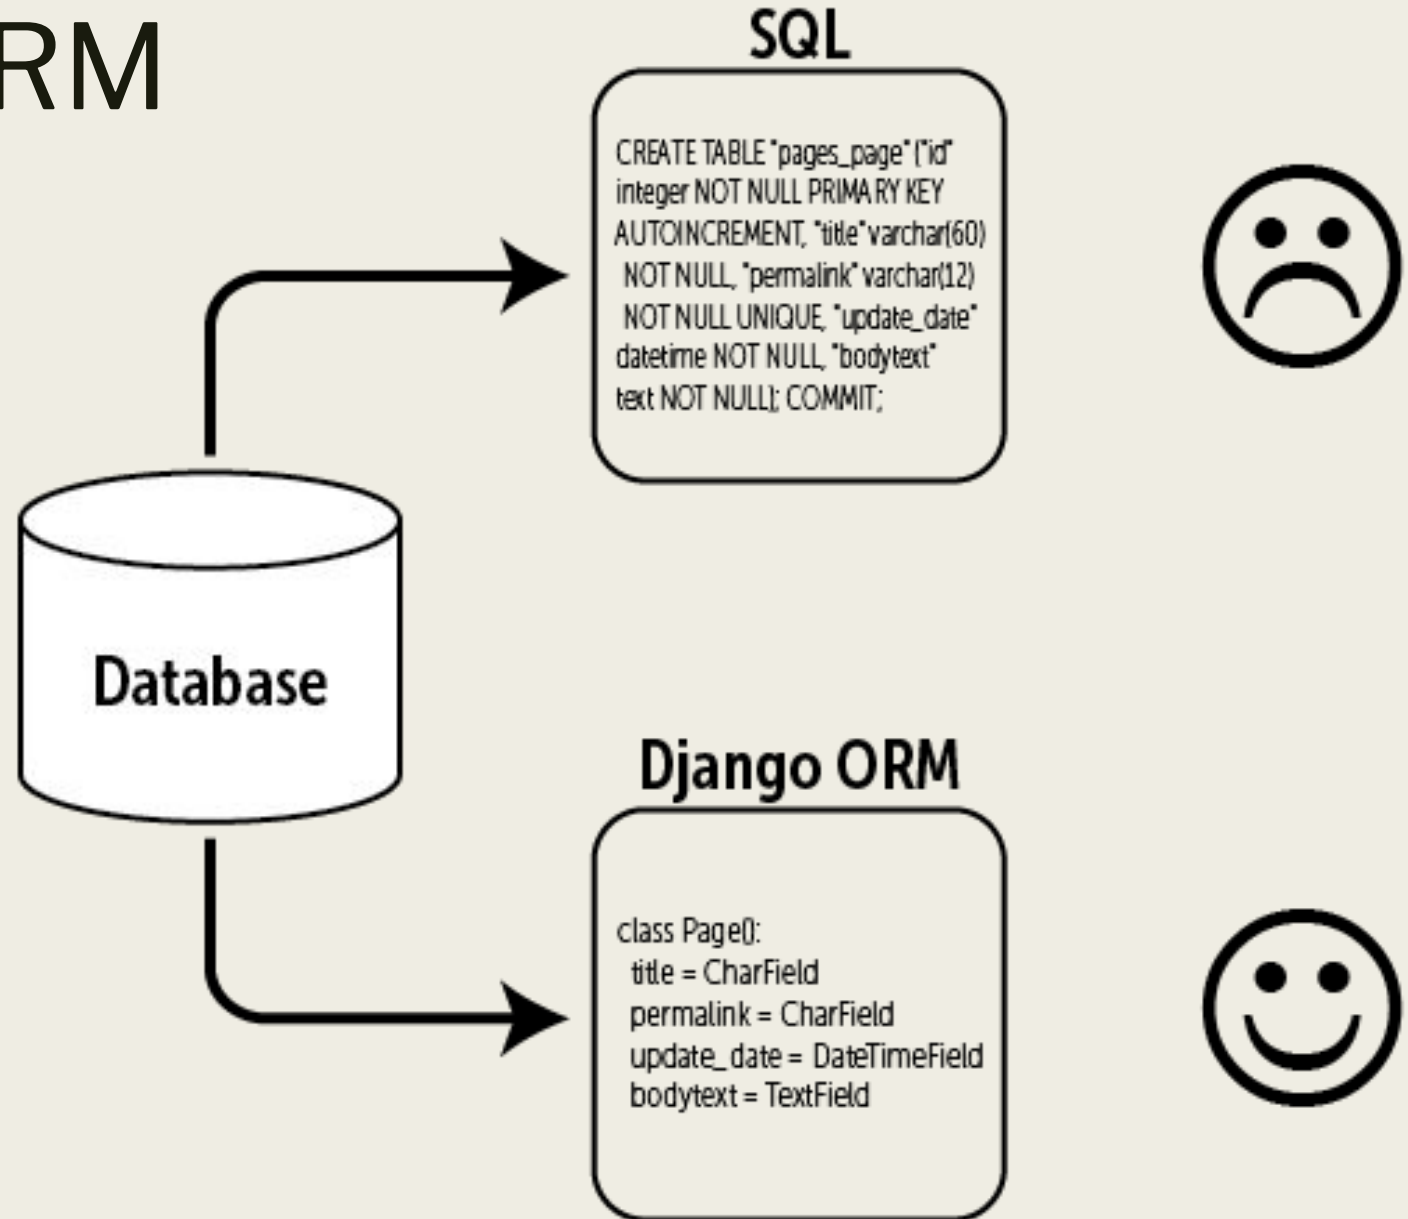 RM
SQL
CREATE TABLE "pages_page" ("id"
integer NOT NULL PRIMARY KEY
AUTOINCREMENT, "title" varchar(60)
NOT NULL, "permalink" varchar(12)
NOT NULL UNIQUE, "update_date"
datetime NOT NULL, "bodytext"
text NOT NULL); COMMIT;
Database
Django ORM
class Page():
title = CharField
permalink = CharField
update_date = DateTimeField
bodytext = TextField